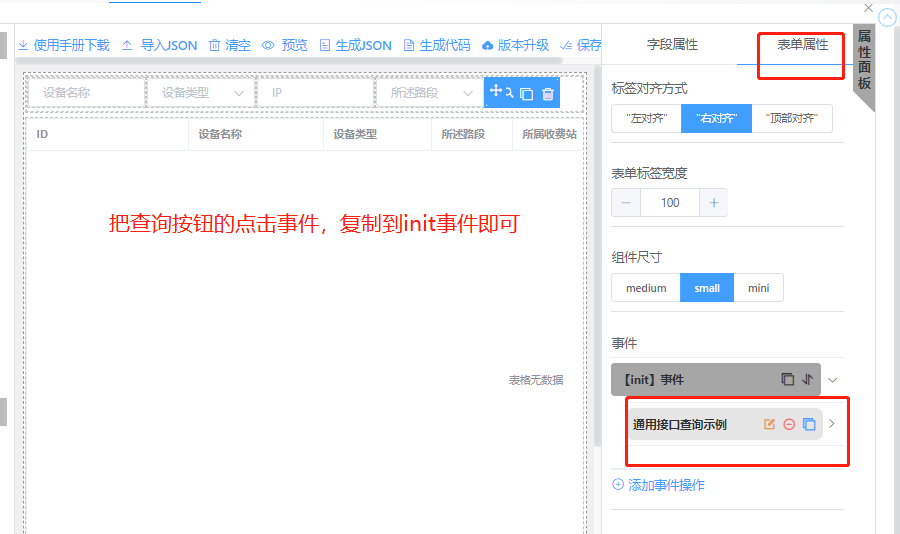 使用手册下载 导入JSON 清空 预览 生成JSON 生成代码 版本升级 保存
设备名称 设备类型 IP 所述路段
ID 设备名称 设备类型 所述路段 所属收费站
把查询按钮的点击事件，复制到init事件即可
表格无数据
字段属性 表单属性
属性面板
标签对齐方式
"左对齐" "右对齐" "顶部对齐"
表单标签宽度
100
组件尺寸
medium small mini
事件
【init】事件
通用接口查询示例
添加事件操作